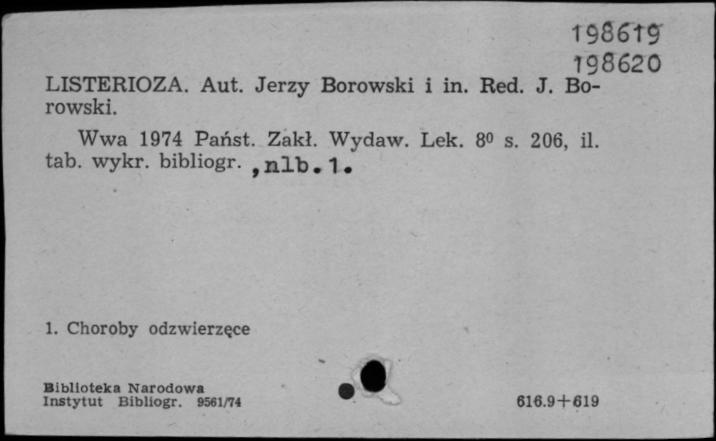 198619
198620
LISTERIOZA. Aut. Jerzy Borowski i in. Red. J. Bo-
rowski.
Wwa 1974 Państ. Zakł. Wydaw. Lek. 8⁰ s. 206, il.
tab. wykr. bibliogr. , nlb. 1.
1. Choroby odzwierzęce
Biblioteka Narodowa
Instytut Bibliogr. 9561/74
616.9+619